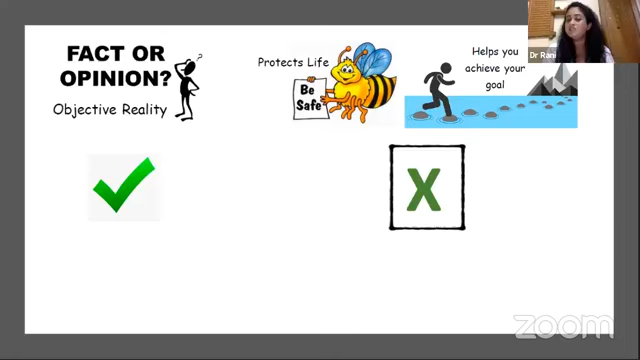 FACT OR
OPINION?
Objective Reality
?
Protects Life
Be
Safe
Helps you
achieve your
goal
X
Dr Rani
zoom